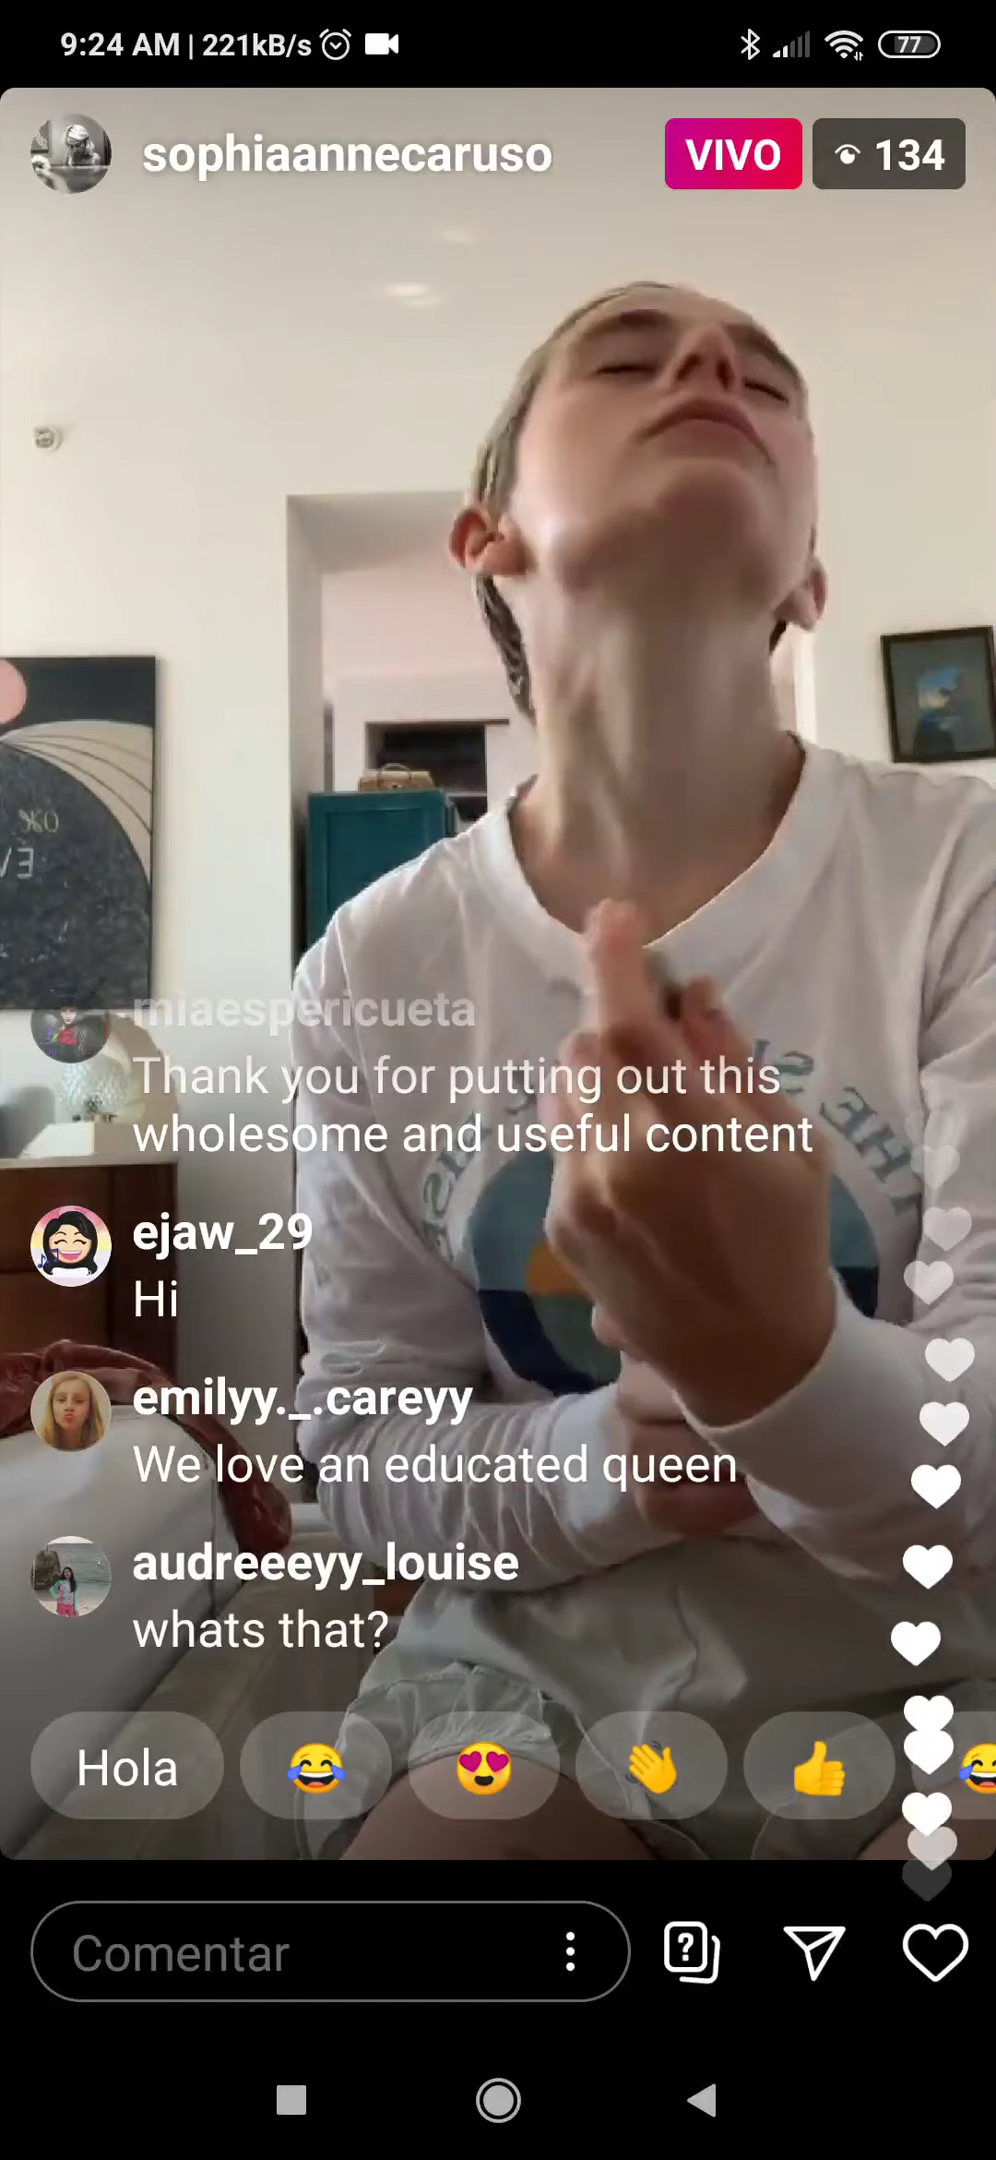 9:24 AM | 221kB/s
77
sophiaannecaruso
VIVO
134
miaespericueta
Thank you for putting out this
wholesome and useful content
ejaw_29
Hi
emilyy._.careyy
We love an educated queen
audreeeyy_louise
whats that?
Hola
Comentar